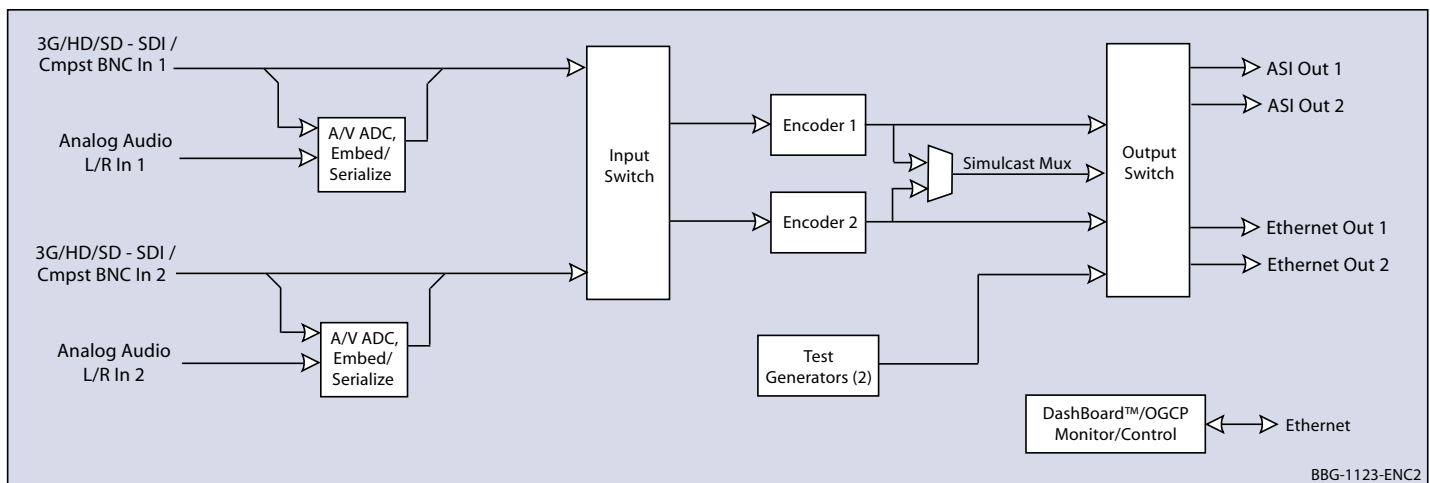 3G/HD/SD - SDI /
Cmpst BNC In 1
Analog Audio
L/R In 1
A/V ADC,
Embed/
Serialize
3G/HD/SD - SDI /
Cmpst BNC In 2
Analog Audio
L/R In 2
A/V ADC,
Embed/
Serialize
Input
Switch
Encoder 1
Encoder 2
Simulcast Mux
Test
Generators (2)
Output
Switch
ASI Out 1
ASI Out 2
Ethernet Out 1
Ethernet Out 2
DashBoard™/OGCP
Monitor/Control
Ethernet
BBG-1123-ENC2